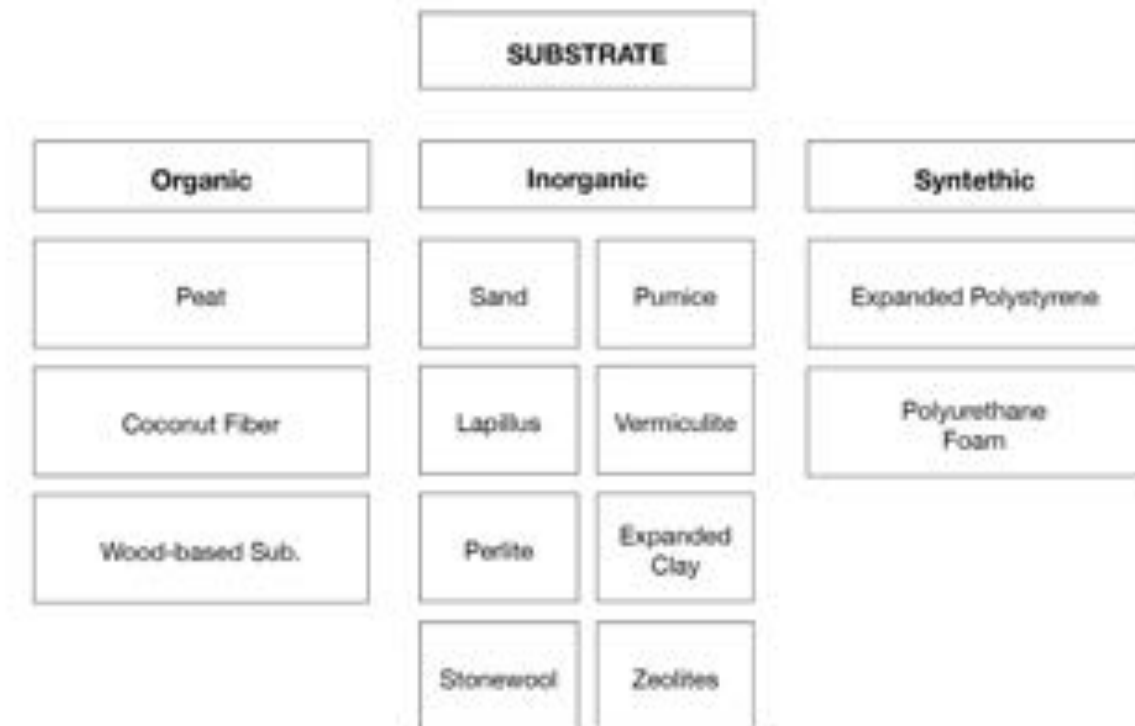 SUBSTRATE
Organic
Inorganic
Syntethic
Peat
Sand
Pumice
Expanded Polystyrene
Coconut Fiber
Lapillus
Vermiculite
Polyurethane
Foam
Wood-based Sub.
Perlite
Expanded
Clay
Stonewool
Zeolites